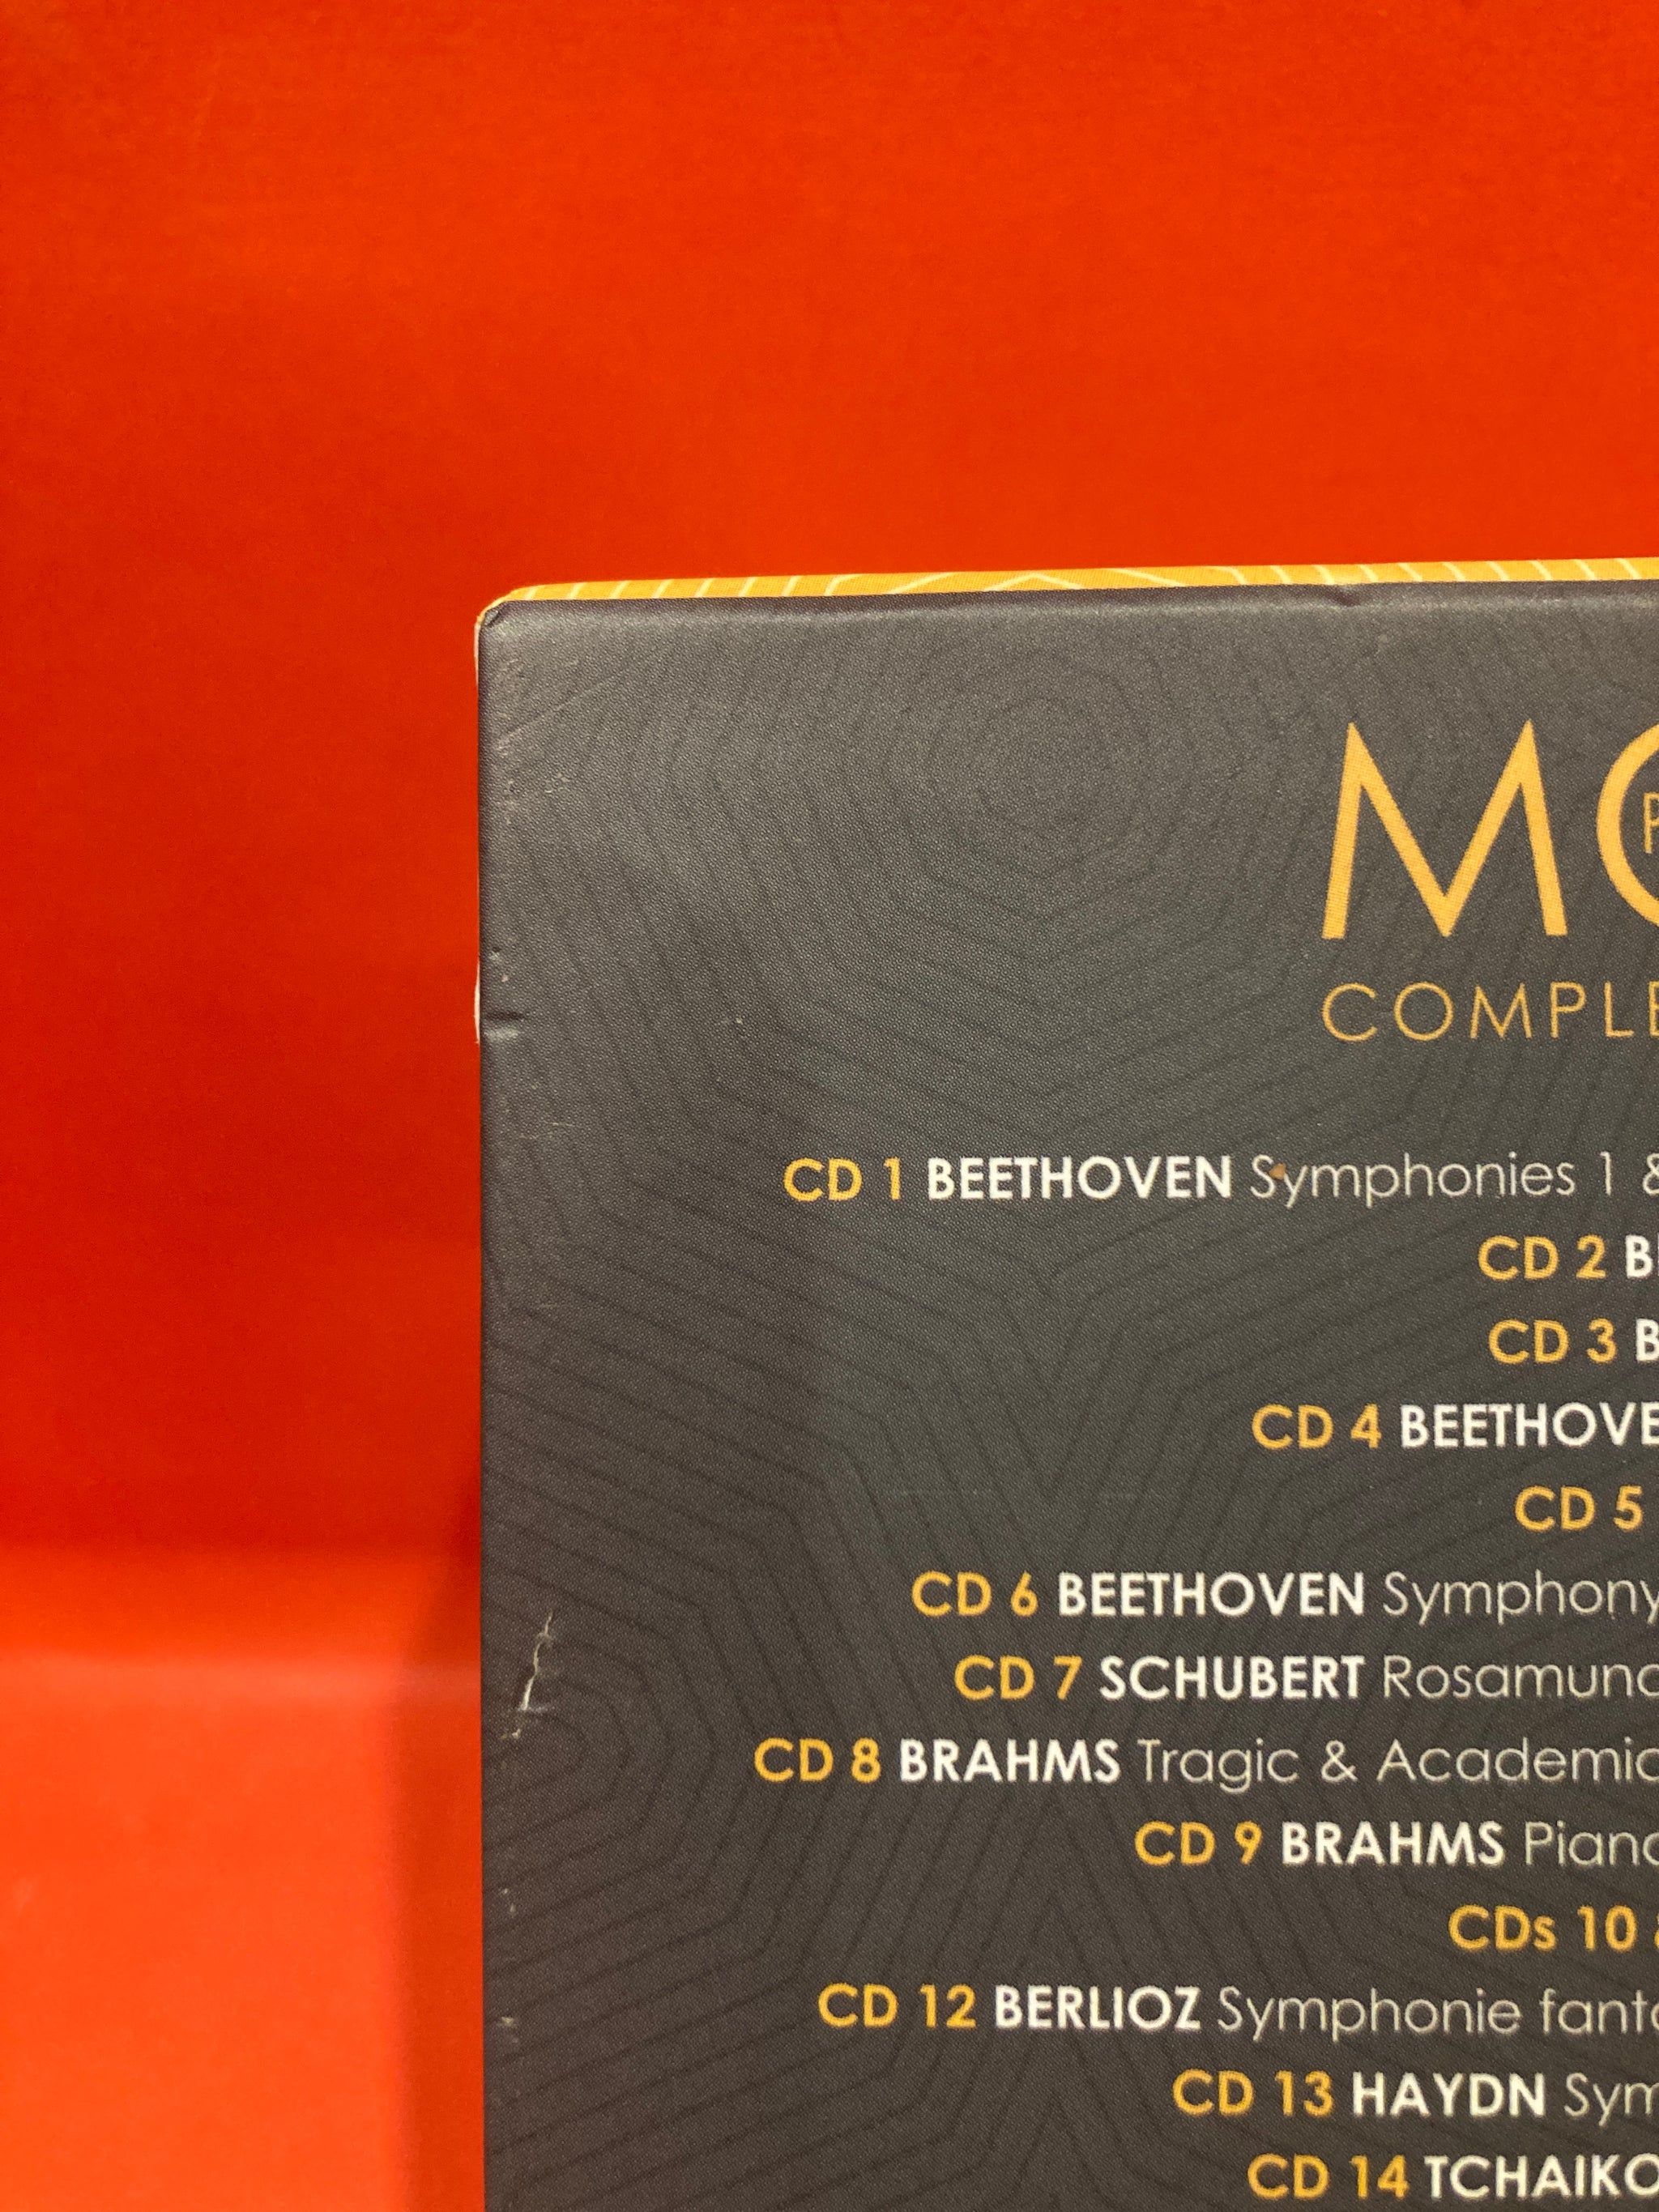 MO
P
COMPLE
CD 1 BEETHOVEN Symphonies 1 &
CD 2 B
CD 3 B
CD 4 BEETHOVE
CD 5
CD 6 BEETHOVEN Symphony
CD 7 SCHUBERT Rosamund
CD 8 BRAHMS Tragic & Academic
CD 9 BRAHMS Piano
CDs 10 &
CD 12 BERLIOZ Symphonie fanta
CD 13 HAYDN Sym
CD 14 TCHAIKO